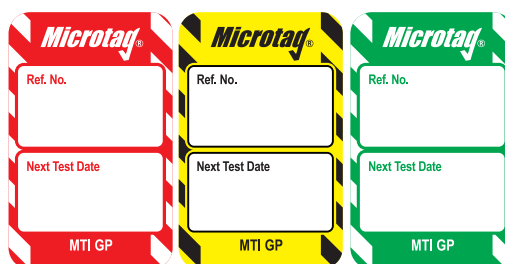 Microtag®
Ref. No.
Next Test Date
MTI GP
Microtag®
Ref. No.
Next Test Date
MTI GP
Microtag®
Ref. No.
Next Test Date
MTI GP